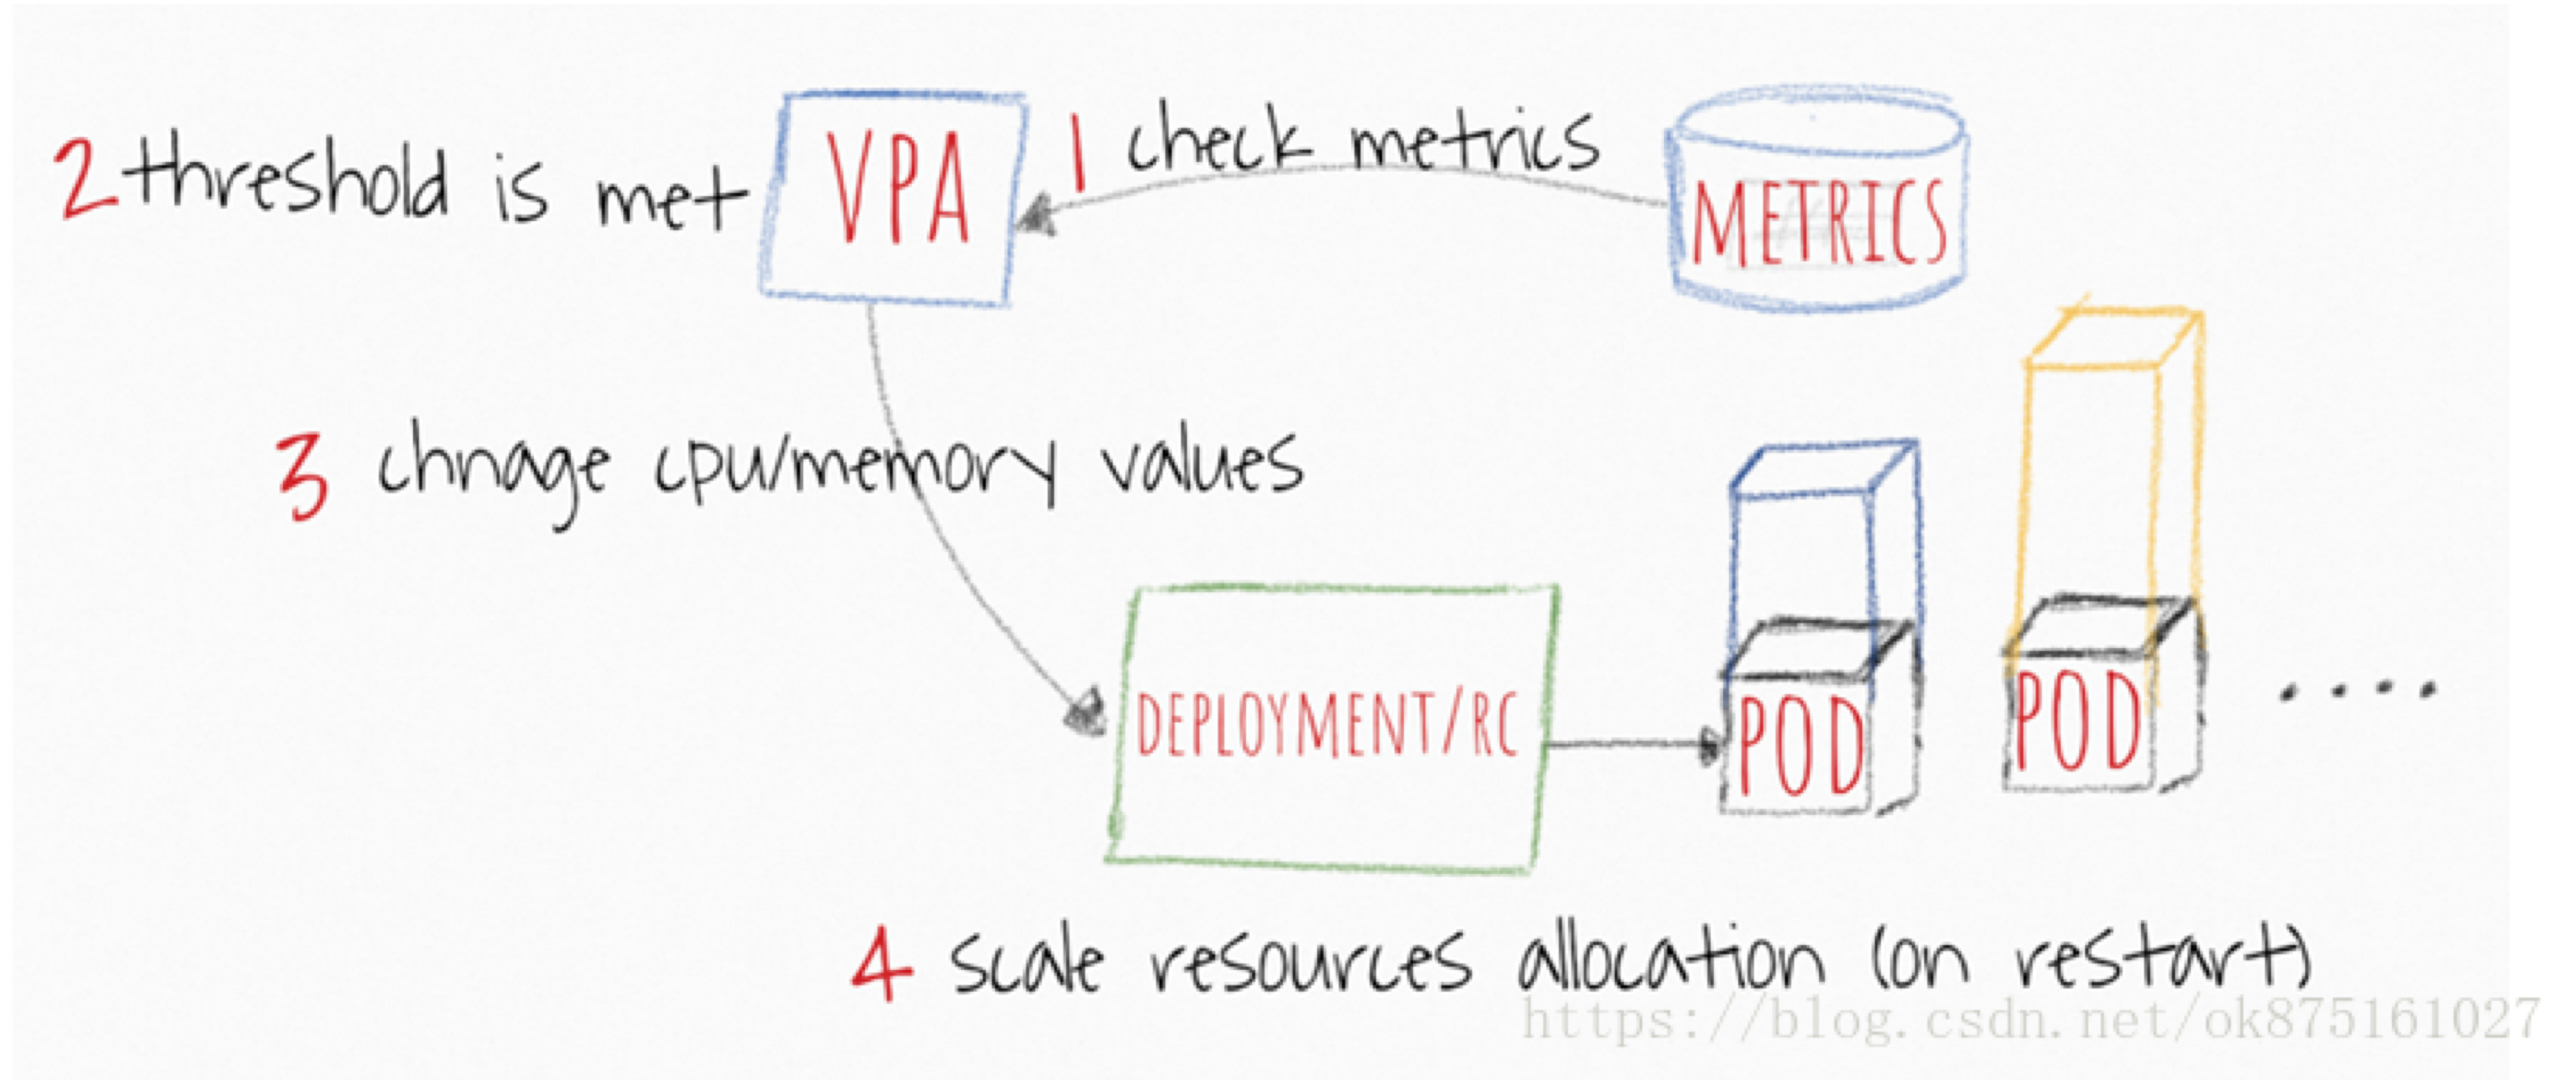 2 threshold is met
VPA
1 check metrics
METRICS
3 chnage cpu/memory values
DEPLOYMENT/RC
POD
POD
....
4 scale resources allocation (on restart)
https://blog.csdn.net/ok875161027